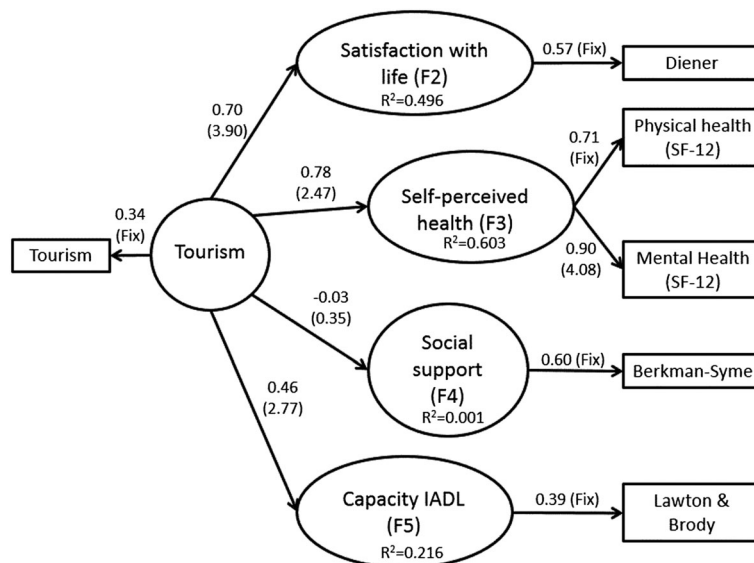 Satisfaction with
life (F2)
R²=0.496
0.57 (Fix)
Diener
0.70
(3.90)
Physical health
(SF-12)
0.71
(Fix)
0.78
(2.47)
Self-perceived
health (F3)
R²=0.603
0.34
(Fix)
Tourism
Tourism
0.90
(4.08)
Mental Health
(SF-12)
-0.03
(0.35)
Social
support
(F4)
R²=0.001
0.60 (Fix)
Berkman-Syme
0.46
(2.77)
Capacity IADL
(F5)
R²=0.216
0.39 (Fix)
Lawton &
Brody